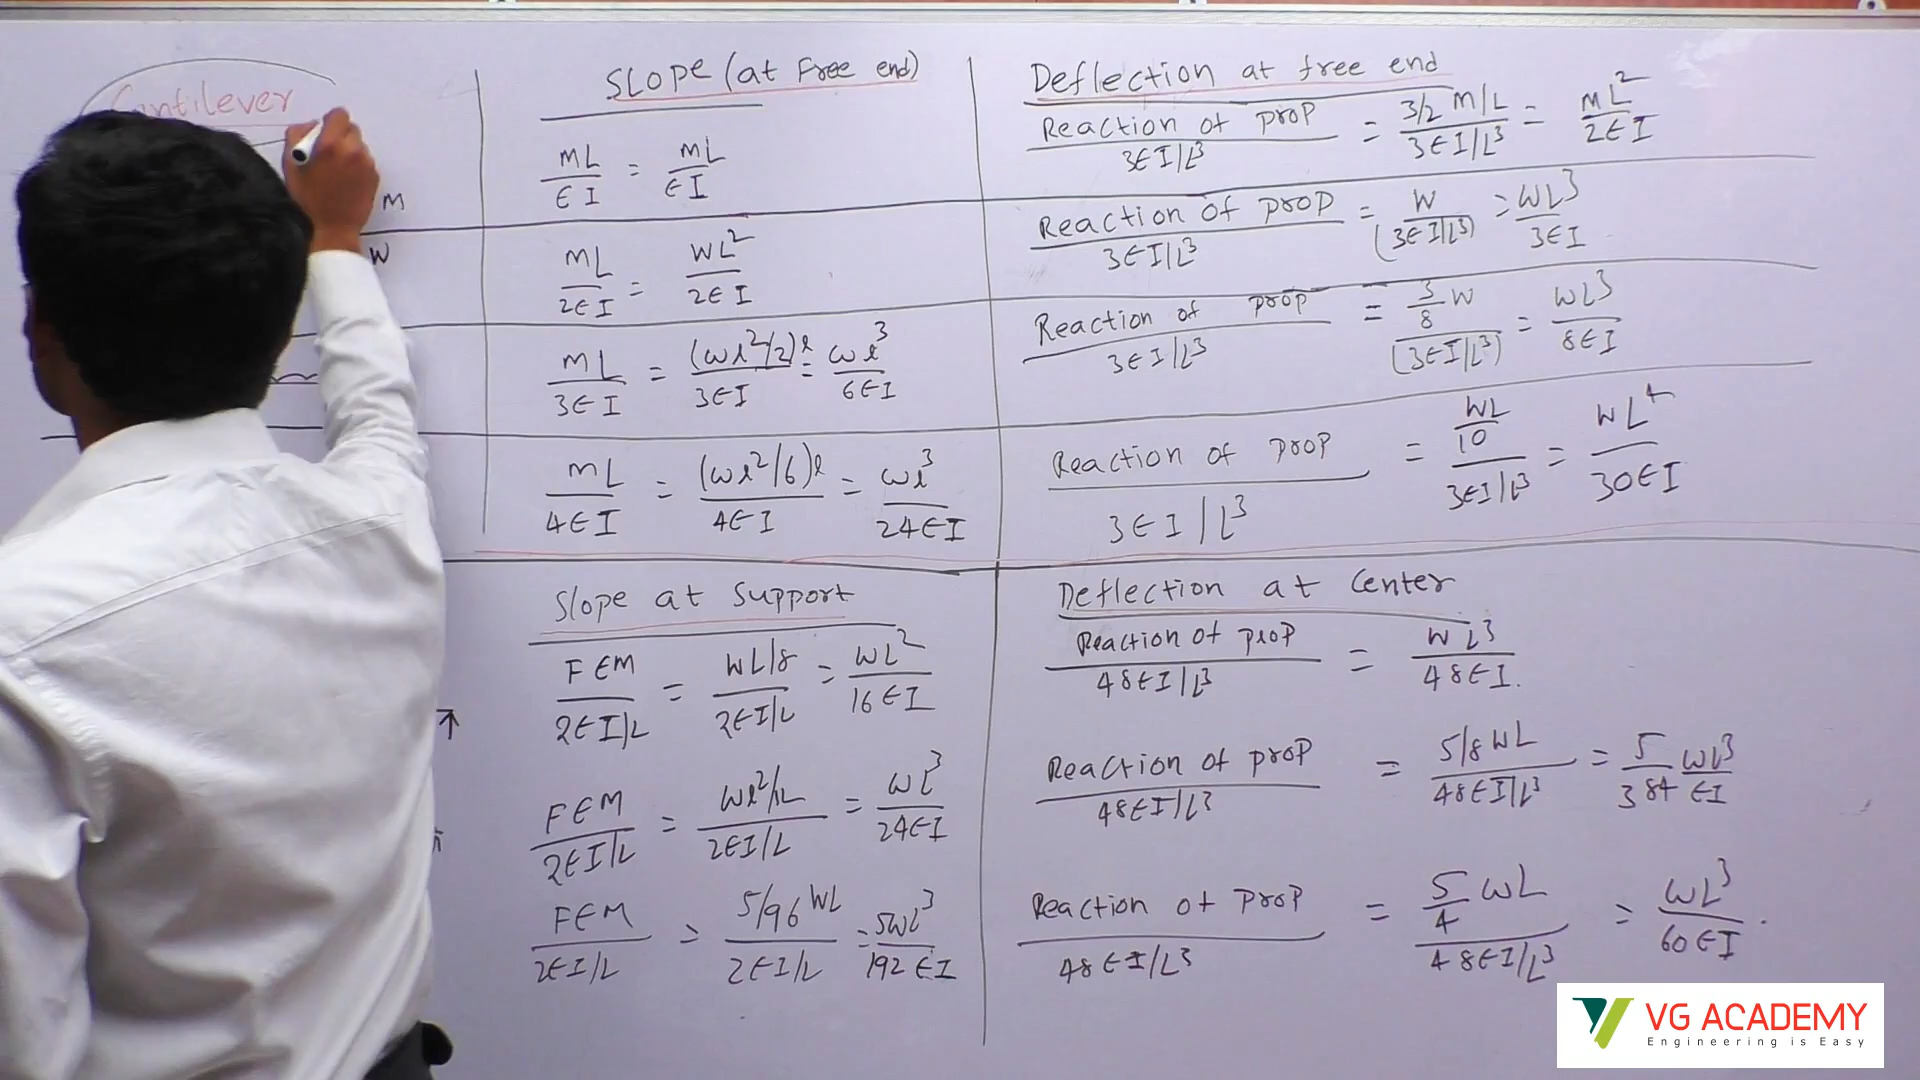 Cantilever
M
W
SLOPE (at Free end)
ML/EI = ML/EI
ML/2EI = WL²/2EI
ML/3EI = (wl²/2)l/3EI = wl³/6EI
ML/4EI = (wl²/6)l/4EI = wl³/24EI
Deflection at free end
Reaction of prop/3EI/L³ = 3/2 M/L/3EI/L³ = ML²/2EI
Reaction of prop/3EI/L³ = W/(3EI/L³) = WL³/3EI
Reaction of prop/3EI/L³ = 3/8 W/(3EI/L³) = WL³/8EI
Reaction of prop/3EI/L³ = WL/10/3EI/L³ = WL⁴/30EI
Slope at Support
FEM/2EI/L = WL/8/2EI/L = WL²/16EI
FEM/2EI/L = wl²/12/2EI/L = wl³/24EI
FEM/2EI/L = 5/96 WL/2EI/L = 5wl³/192EI
Deflection at Center
Reaction of prop/48EI/L³ = WL³/48EI.
Reaction of prop/48EI/L³ = 5/8 WL/48EI/L³ = 5/384 WL³/EI
Reaction of prop/48EI/L³ = 5/4 WL/48EI/L³ = WL³/60EI.
VG ACADEMY
Engineering is Easy